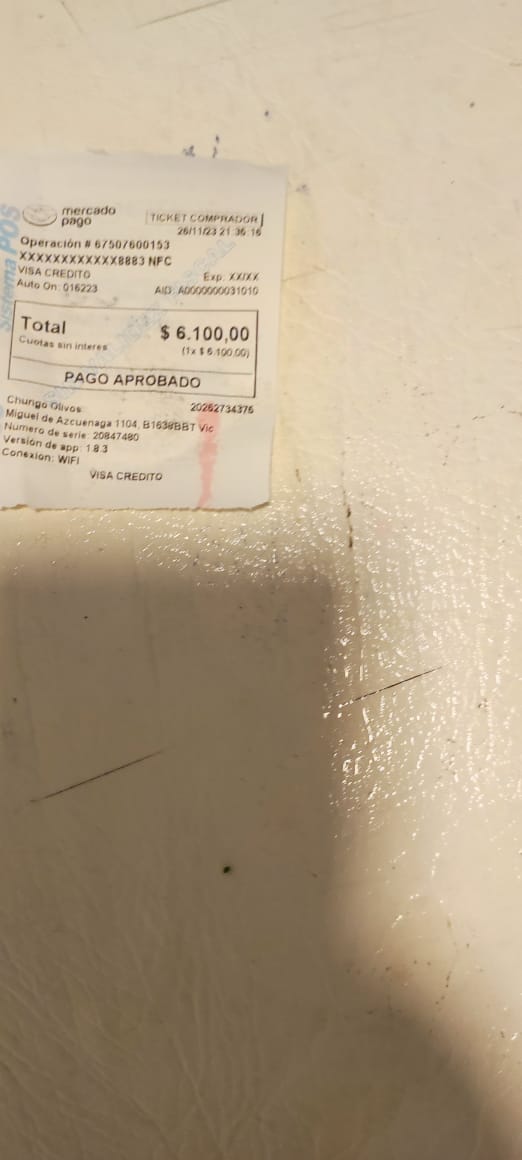 mercado
pago
TICKET COMPRADOR
26/11/23 21:36:16
Operación # 67507600153
XXXXXXXXXXXX8883 NFC
VISA CREDITO Exp: XX/XX
Auto On: 016223 AID: A0000000031010
Total $ 6.100,00
Cuotas sin interes (1x $ 6.100,00)
PAGO APROBADO
Chungo Olivos 20262734376
Miguel de Azcuenaga 1104, B1638BBT Vic
Numero de serie: 20847480
Versión de app: 1.8.3
Conexion: WIFI
VISA CREDITO
Sistema POS